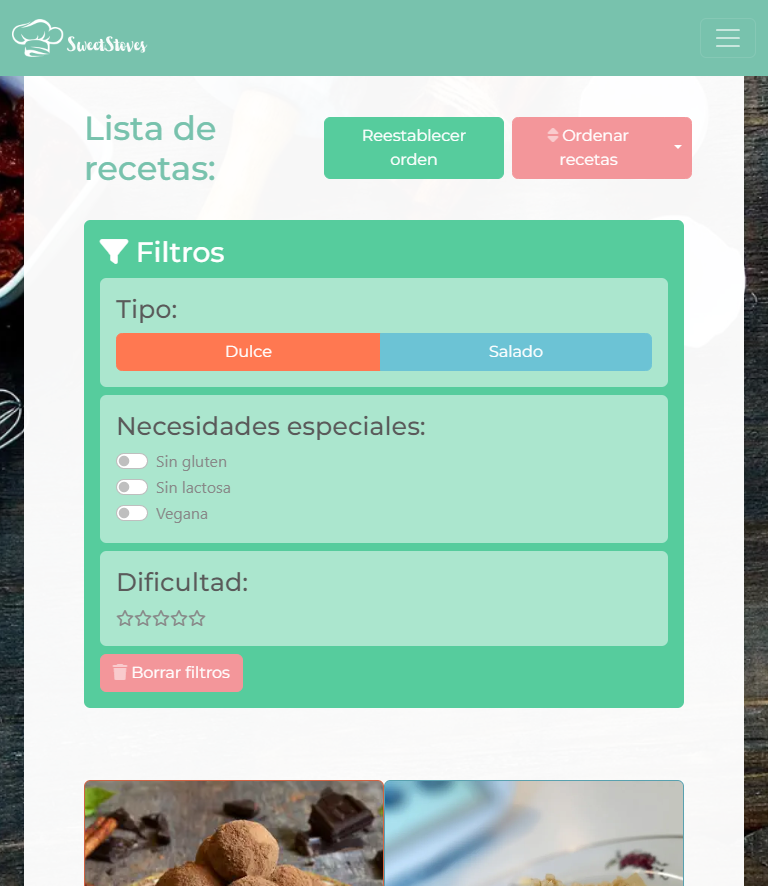 SweetStoves
Lista de
recetas:
Reestablecer
orden
Ordenar
recetas
Filtros
Tipo:
Dulce
Salado
Necesidades especiales:
Sin gluten
Sin lactosa
Vegana
Dificultad:
Borrar filtros